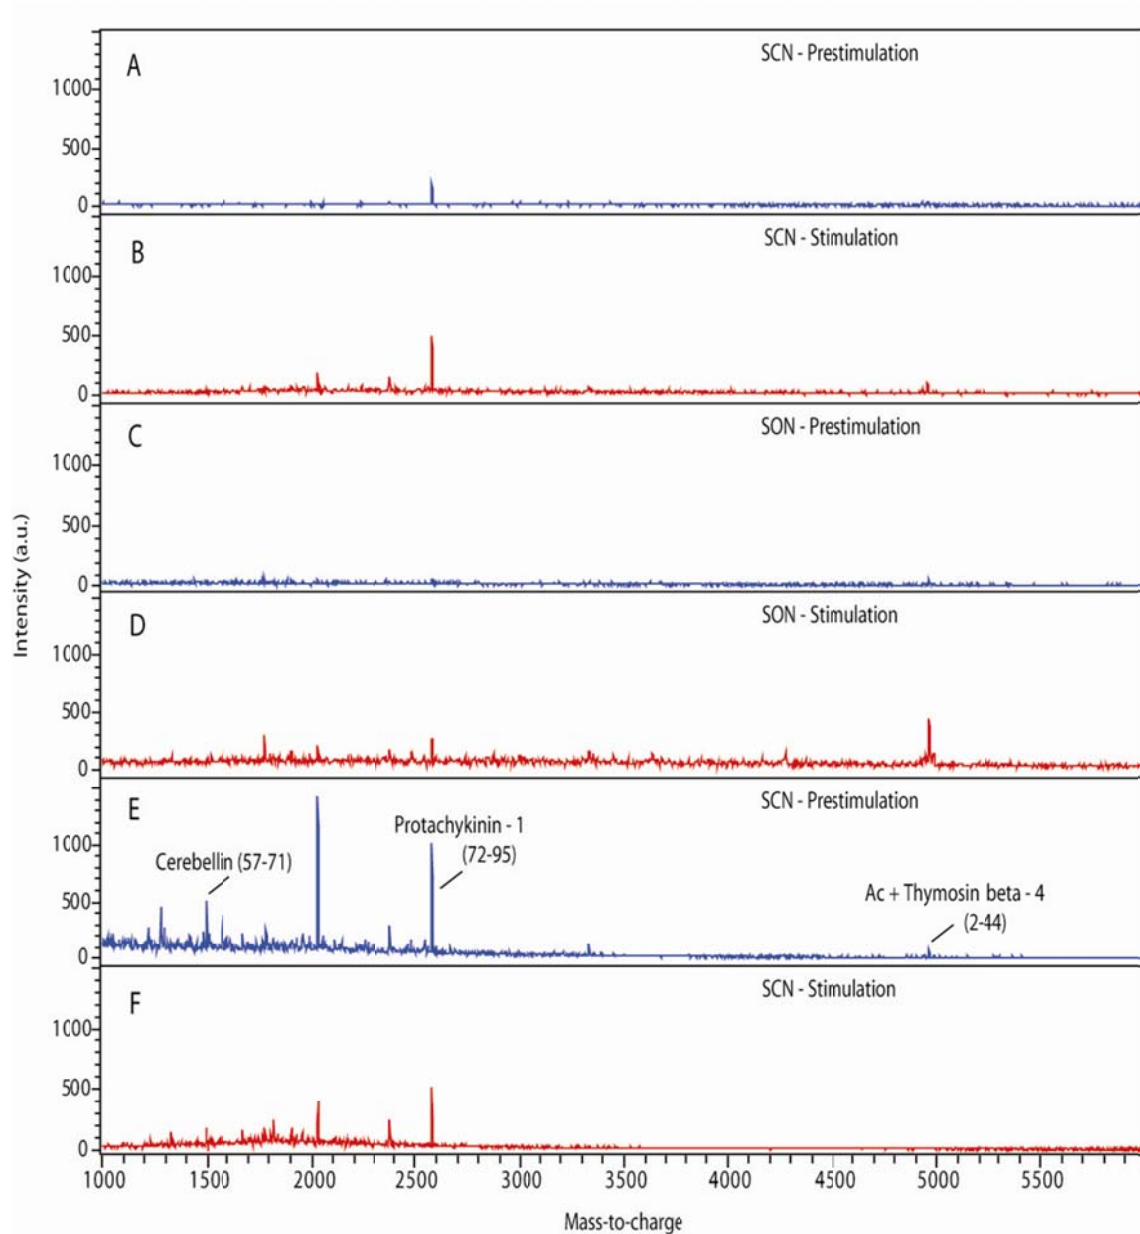 A
SCN - Prestimulation
1000
500
0
B
SCN - Stimulation
1000
500
0
C
SON - Prestimulation
1000
500
0
Intensity (a.u.)
D
SON - Stimulation
1000
500
0
E
SCN - Prestimulation
Protachykinin - 1
(72-95)
Cerebellin (57-71)
Ac + Thymosin beta - 4
(2-44)
1000
500
0
F
SCN - Stimulation
1000
500
0
1000 1500 2000 2500 3000 3500 4000 4500 5000 5500
Mass-to-charge